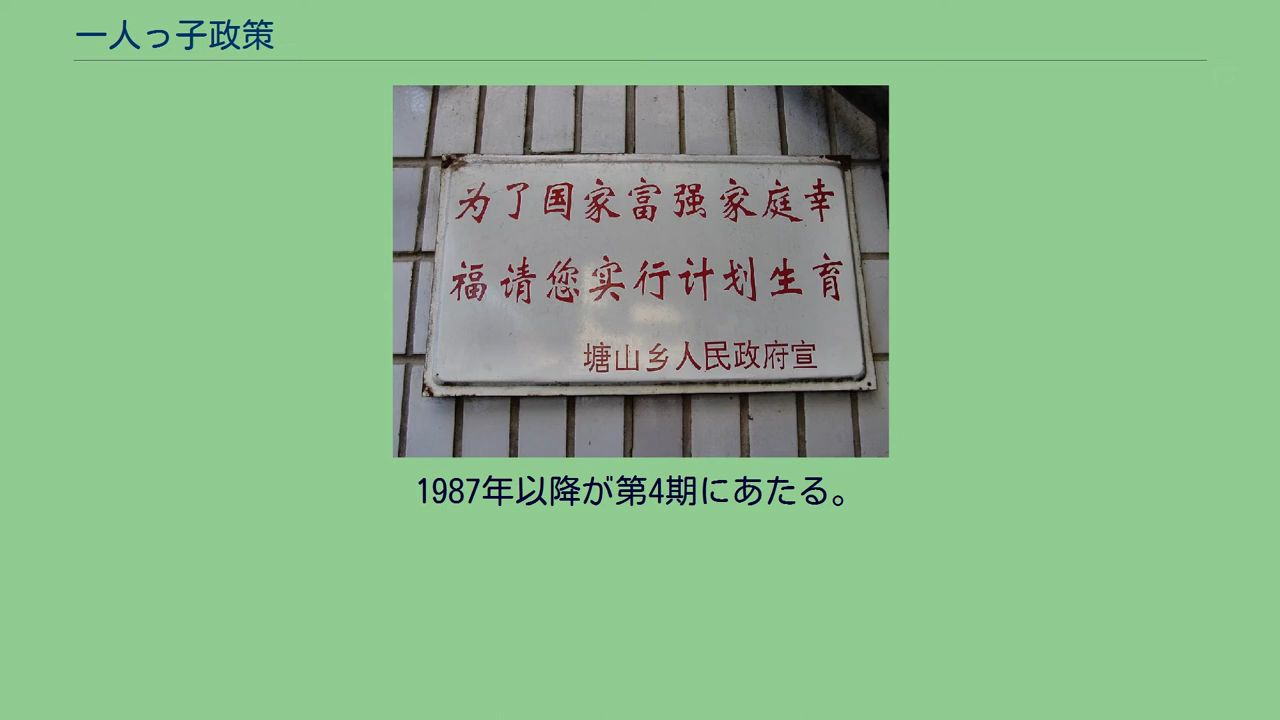 一人っ子政策
为了国家富强家庭幸
福请您实行计划生育
塘山乡人民政府宣
1987年以降が第4期にあたる。